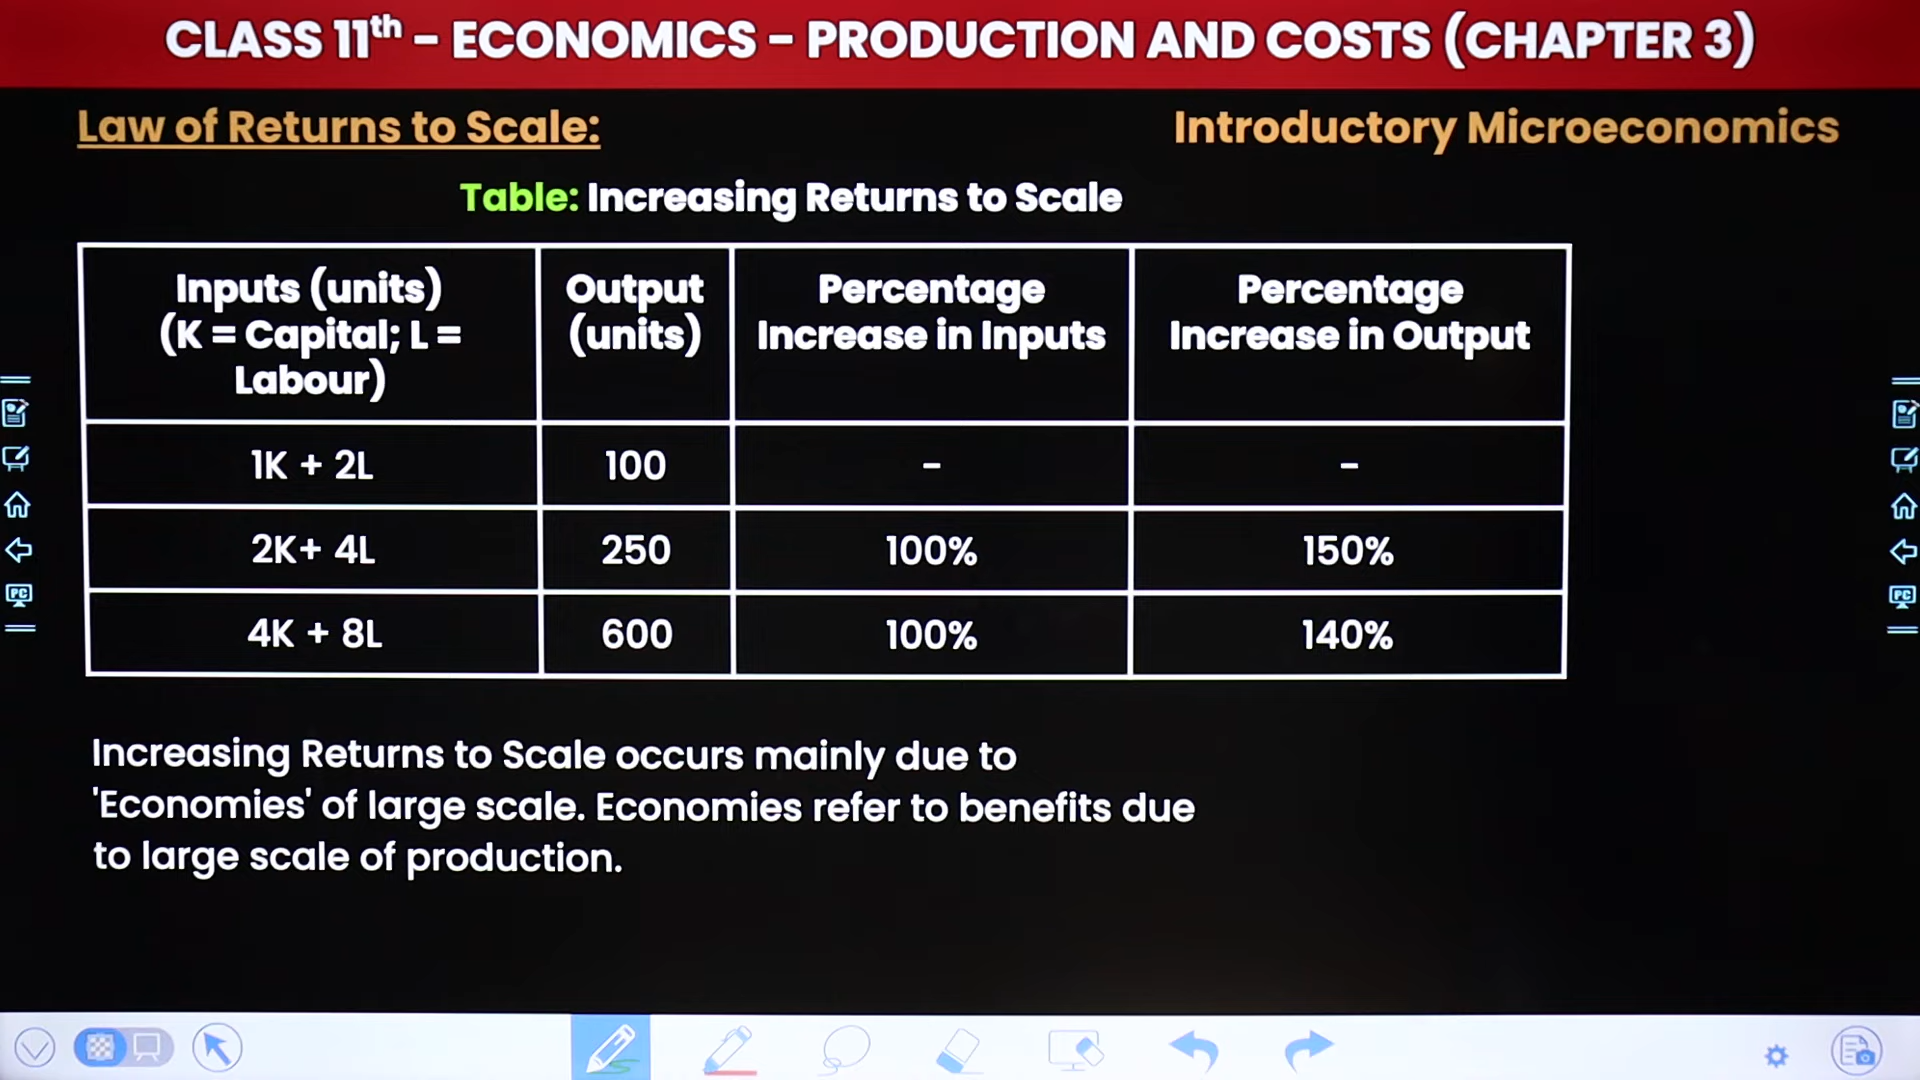 CLASS 11th - ECONOMICS - PRODUCTION AND COSTS (CHAPTER 3)
Law of Returns to Scale:
Introductory Microeconomics
Table: Increasing Returns to Scale
Inputs (units)
(K = Capital; L =
Labour)
Output
(units)
Percentage
Increase in Inputs
Percentage
Increase in Output
1K + 2L 100 - -
2K+ 4L 250 100% 150%
4K + 8L 600 100% 140%
Increasing Returns to Scale occurs mainly due to
'Economies' of large scale. Economies refer to benefits due
to large scale of production.
PC
PC